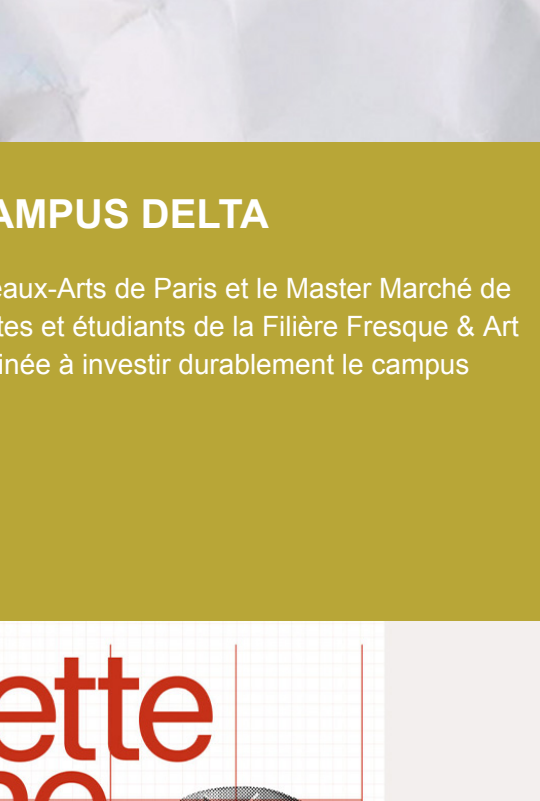 AMPUS DELTA
eaux-Arts de Paris et le Master Marché de
tes et étudiants de la Filière Fresque & Art
inée à investir durablement le campus
ette